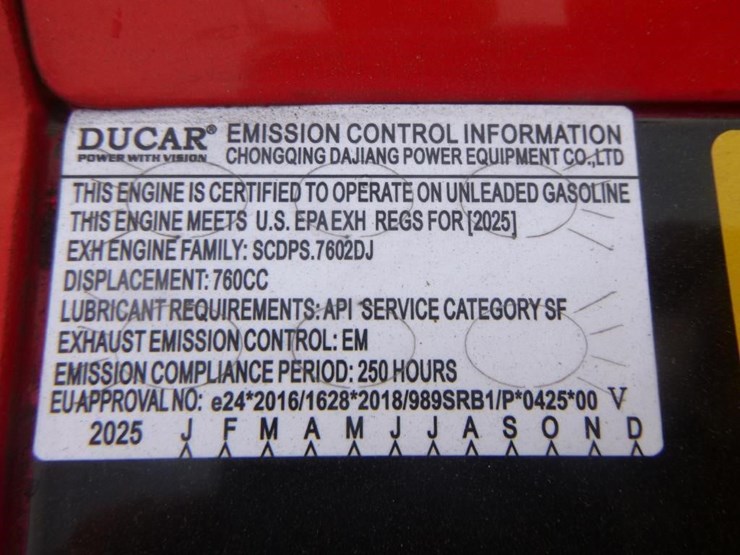 DUCAR® EMISSION CONTROL INFORMATION
POWER WITH VISION CHONGQING DAJIANG POWER EQUIPMENT CO.,LTD
THIS ENGINE IS CERTIFIED TO OPERATE ON UNLEADED GASOLINE
THIS ENGINE MEETS U.S. EPA EXH REGS FOR [2025]
EXH ENGINE FAMILY: SCDPS.7602DJ
DISPLACEMENT: 760CC
LUBRICANT REQUIREMENTS: API SERVICE CATEGORY SF
EXHAUST EMISSION CONTROL: EM
EMISSION COMPLIANCE PERIOD: 250 HOURS
EU APPROVAL NO: e24*2016/1628*2018/989SRB1/P*0425*00 V
2025 J F M A M J J A S O N D